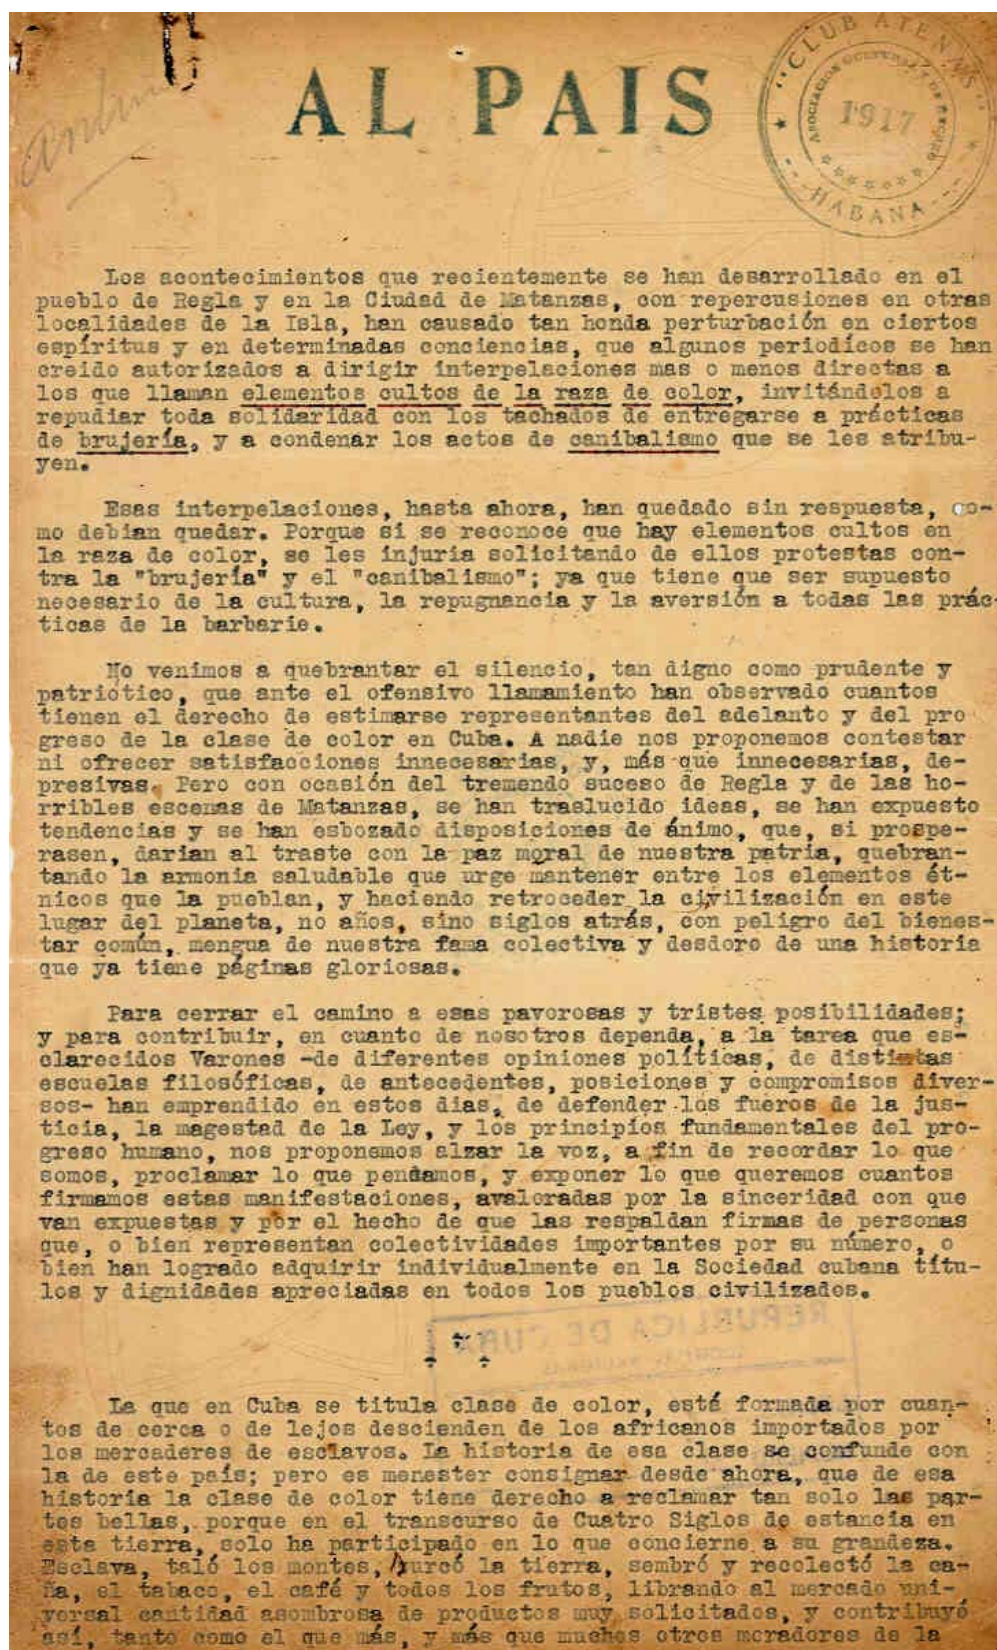 AL PAIS
"CLUB ATENAS"
ASOCIACION CULTURAL Y DE RECREO
1917
HABANA
Los acontecimientos que recientemente se han desarrollado en el
pueblo de Regla y en la Ciudad de Matanzas, con repercusiones en otras
localidades de la Isla, han causado tan honda perturbación en ciertos
espíritus y en determinadas conciencias, que algunos periodícos se han
creido autorizados a dirigir interpelaciones mas o menos directas a
los que llaman elementos cultos de la raza de color, invitándolos a
repudiar toda solidaridad con los tachados de entregarse a prácticas
de brujería, y a condenar los actos de canibalismo que se les atribu-
yen.
Esas interpelaciones, hasta ahora, han quedado sin respuesta, co-
mo debian quedar. Porque si se reconoce que hay elementos cultos en
la raza de color, se les injuria solicitando de ellos protestas con-
tra la "brujería" y el "canibalismo"; ya que tiene que ser supuesto
necesario de la cultura, la repugnancia y la aversión a todas las prác-
ticas de la barbarie.
No venimos a quebrantar el silencio, tan digno como prudente y
patriótico, que ante el ofensivo llamamiento han observado cuantos
tienen el derecho de estimarse representantes del adelanto y del pro
greso de la clase de color en Cuba. A nadie nos proponemos contestar
ni ofrecer satisfacciones innecesarias, y, más que innecesarias, de-
presivas. Pero con ocasión del tremendo suceso de Regla y de las ho-
rribles escenas de Matanzas, se han traslucido ideas, se han expuesto
tendencias y se han esbozado disposiciones de ánimo, que, si prospe-
rasen, darian al traste con la paz moral de nuestra patria, quebran-
tando la armonia saludable que urge mantener entre los elementos ét-
nicos que la pueblan, y haciendo retroceder la civilización en este
lugar del planeta, no años, sino siglos atrás, con peligro del bienes-
tar común, mengua de nuestra fama colectiva y desdoro de una historia
que ya tiene páginas gloriosas.
Para cerrar el camino a esas pavorosas y tristes posibilidades;
y para contribuir, en cuanto de nosotros dependa, a la tarea que es-
clarecidos Varones -de diferentes opiniones políticas, de distintas
escuelas filosóficas, de antecedentes, posiciones y compromisos diver-
sos- han emprendido en estos dias, de defender los fueros de la jus-
ticia, la magestad de la Ley, y los principios fundamentales del pro-
greso humano, nos proponemos alzar la voz, a fin de recordar lo que
somos, proclamar lo que pensamos, y exponer lo que queremos cuantos
firmamos estas manifestaciones, avaloradas por la sinceridad con que
van expuestas y por el hecho de que las respaldan firmas de personas
que, o bien representan colectividades importantes por su número, o
bien han logrado adquirir individualmente en la Sociedad cubana títu-
los y dignidades apreciadas en todos los pueblos civilizados.
REPUBLICA DE CUBA
La que en Cuba se titula clase de color, está formada por cuan-
tos de cerca o de lejos descienden de los africanos importados por
los mercaderes de esclavos. La historia de esa clase se confunde con
la de este país; pero es menester consignar desde ahora, que de esa
historia la clase de color tiene derecho a reclamar tan solo las par-
tes bellas, porque en el transcurso de Cuatro Siglos de estancia en
esta tierra, solo ha participado en lo que concierne a su grandeza.
Esclava, taló los montes, surcó la tierra, sembró y recolectó la ca-
ña, el tabaco, el café y todos los frutos, librando al mercado uni-
versal cantidad asombrosa de productos muy solicitados, y contribuyó
así, tanto como el que más, y más que muchos otros moradores de la